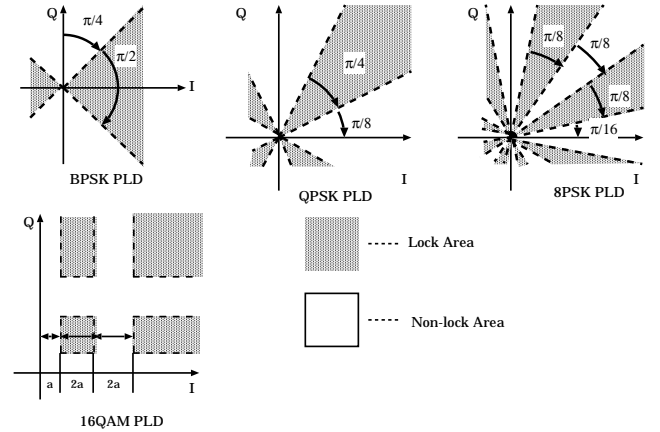 Q
π/4
π/2
I
BPSK PLD
Q
π/4
π/8
I
QPSK PLD
Q
π/8
π/8
π/8
π/16
I
8PSK PLD
Q
a
2a
2a
I
16QAM PLD
Lock Area
Non-lock Area